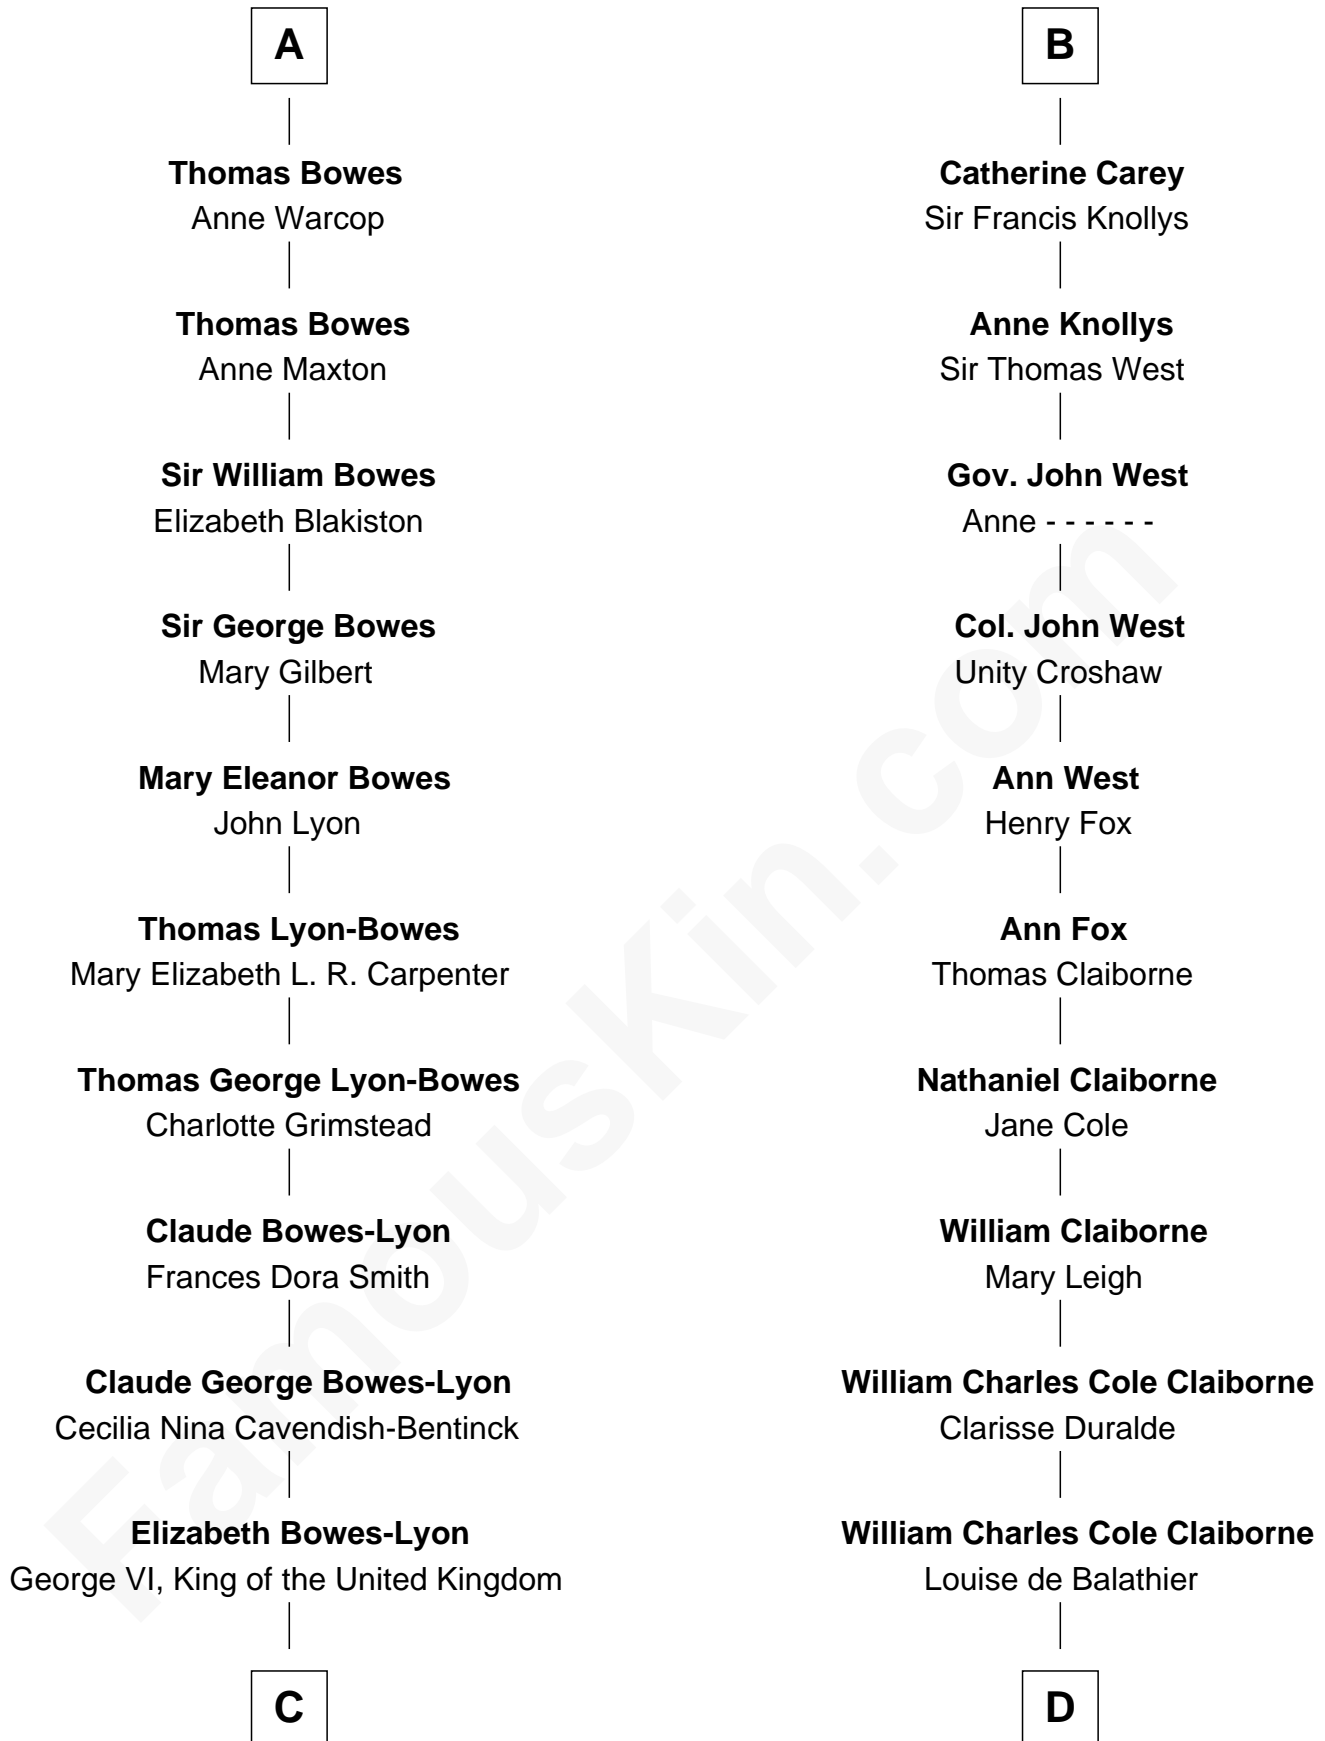 A
Thomas Bowes
Anne Warcop
Thomas Bowes
Anne Maxton
Sir William Bowes
Elizabeth Blakiston
Sir George Bowes
Mary Gilbert
Mary Eleanor Bowes
John Lyon
Thomas Lyon-Bowes
Mary Elizabeth L. R. Carpenter
Thomas George Lyon-Bowes
Charlotte Grimstead
Claude Bowes-Lyon
Frances Dora Smith
Claude George Bowes-Lyon
Cecilia Nina Cavendish-Bentinck
Elizabeth Bowes-Lyon
George VI, King of the United Kingdom
C
B
Catherine Carey
Sir Francis Knollys
Anne Knollys
Sir Thomas West
Gov. John West
Anne - - - - - -
Col. John West
Unity Croshaw
Ann West
Henry Fox
Ann Fox
Thomas Claiborne
Nathaniel Claiborne
Jane Cole
William Claiborne
Mary Leigh
William Charles Cole Claiborne
Clarisse Duralde
William Charles Cole Claiborne
Louise de Balathier
D
FamousKin.com